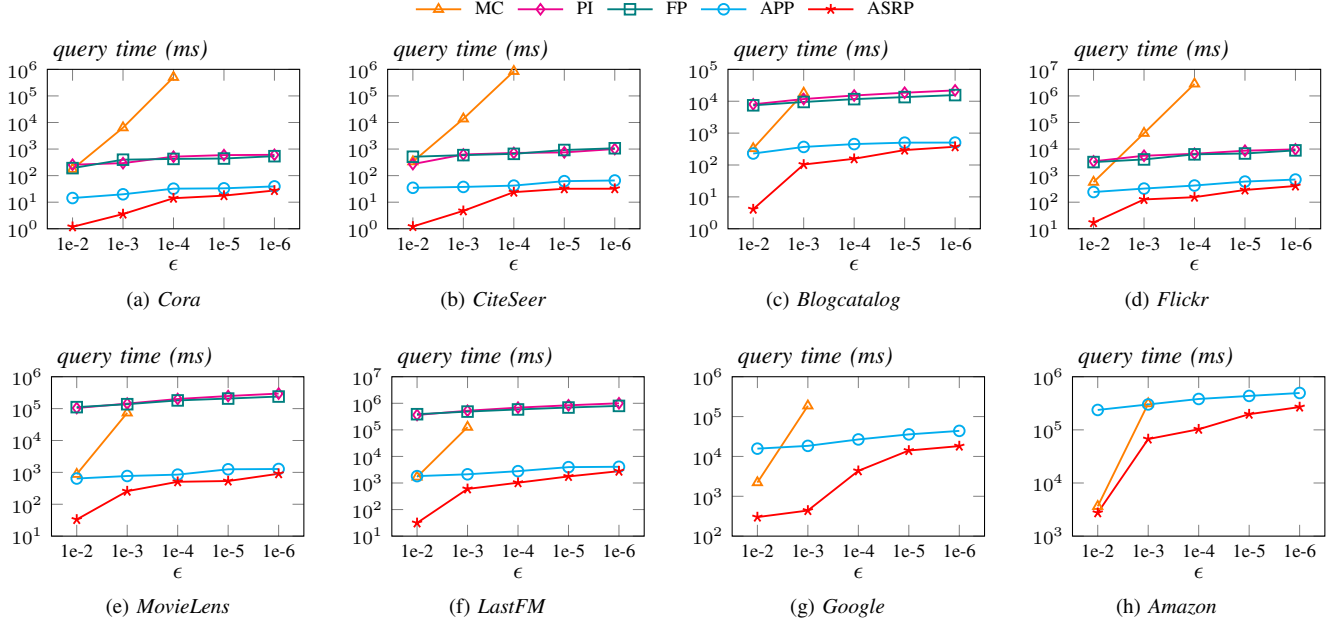 MC PI FP APP ASRP
query time (ms) query time (ms) query time (ms) query time (ms)
10^6 10^6 10^5 10^7
10^5 10^5 10^4 10^6
10^4 10^4 10^3 10^5
10^3 10^3 10^2 10^4
10^2 10^2 10^1 10^3
10^1 10^1 10^0 10^2
10^0 10^0 10^1
1e-2 1e-3 1e-4 1e-5 1e-6 1e-2 1e-3 1e-4 1e-5 1e-6 1e-2 1e-3 1e-4 1e-5 1e-6 1e-2 1e-3 1e-4 1e-5 1e-6
ϵ ϵ ϵ ϵ
(a) Cora (b) CiteSeer (c) Blogcatalog (d) Flickr
query time (ms) query time (ms) query time (ms) query time (ms)
10^6 10^7 10^6 10^6
10^5 10^6 10^5 10^5
10^4 10^5 10^4 10^4
10^3 10^4 10^3 10^3
10^2 10^3 10^2
10^1 10^2
10^1
1e-2 1e-3 1e-4 1e-5 1e-6 1e-2 1e-3 1e-4 1e-5 1e-6 1e-2 1e-3 1e-4 1e-5 1e-6 1e-2 1e-3 1e-4 1e-5 1e-6
ϵ ϵ ϵ ϵ
(e) MovieLens (f) LastFM (g) Google (h) Amazon